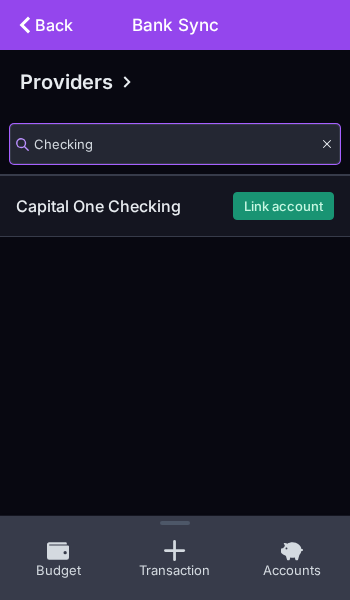 Back
Bank Sync
Providers
Checking
Capital One Checking
Link account
Budget
Transaction
Accounts